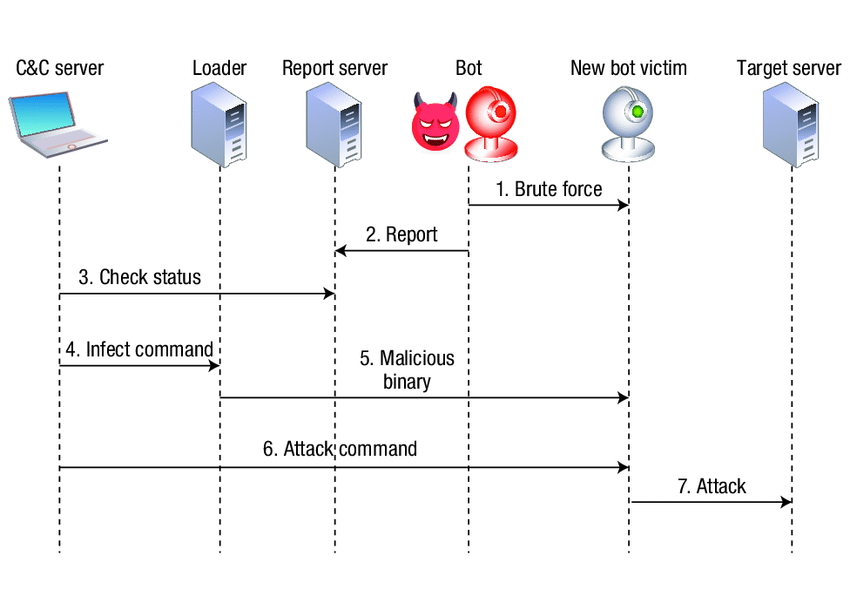 C&C server
Loader
Report server
Bot
New bot victim
Target server
1. Brute force
2. Report
3. Check status
4. Infect command
5. Malicious
binary
6. Attack command
7. Attack